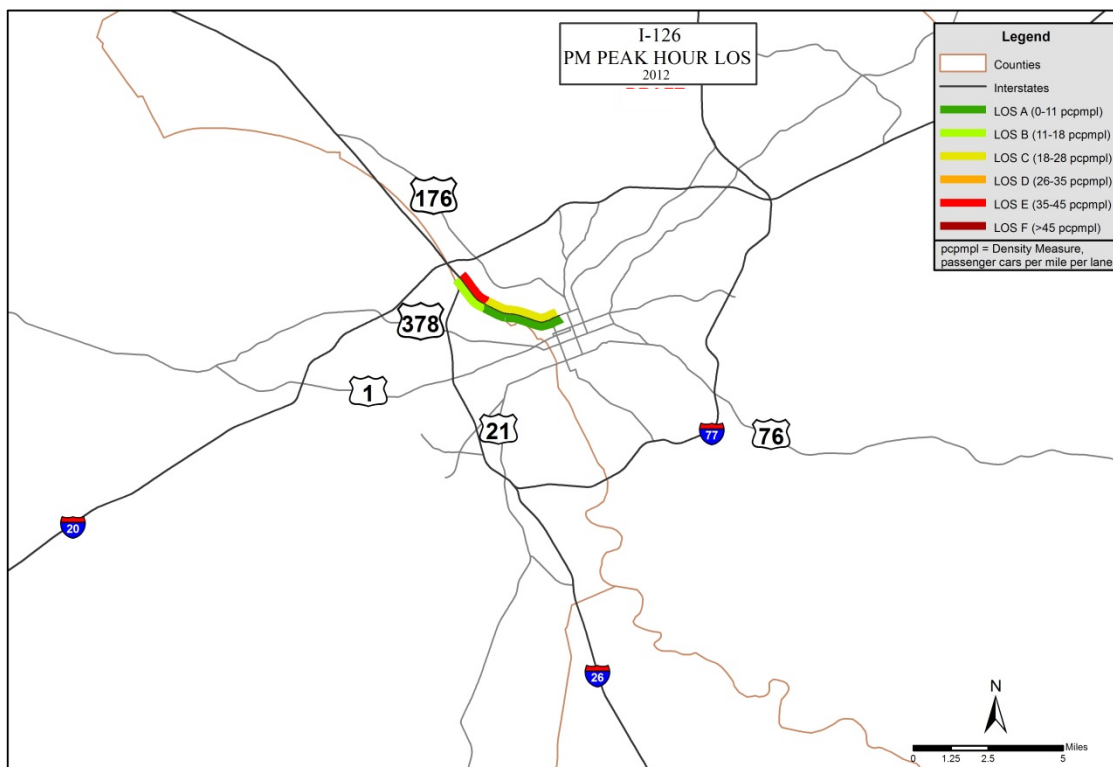 I-126
PM PEAK HOUR LOS
2012
Legend
Counties
Interstates
LOS A (0-11 pcpmpl)
LOS B (11-18 pcpmpl)
LOS C (18-28 pcpmpl)
LOS D (26-35 pcpmpl)
LOS E (35-45 pcpmpl)
LOS F (>45 pcpmpl)
pcpmpl = Density Measure,
passenger cars per mile per lane
176
378
1
21
77
76
20
26
N
Miles
0 1.25 2.5 5